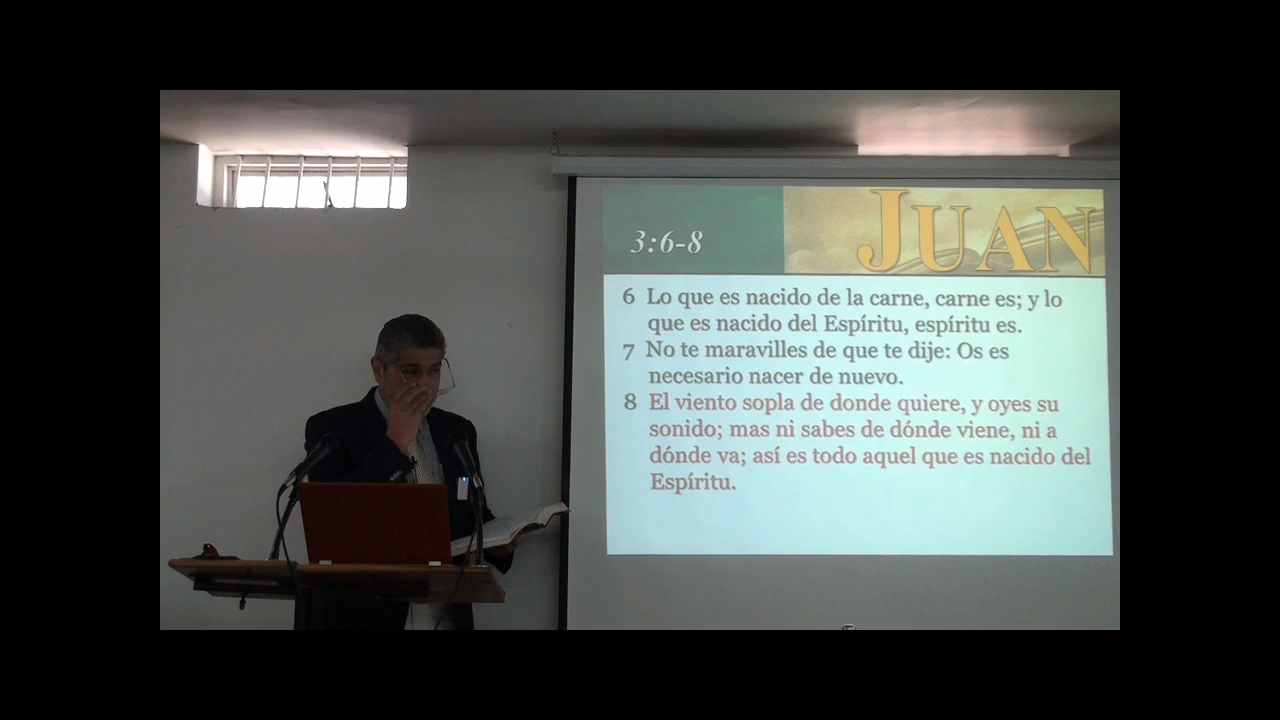 3:6-8
JUAN
6 Lo que es nacido de la carne, carne es; y lo
que es nacido del Espíritu, espíritu es.
7 No te maravilles de que te dije: Os es
necesario nacer de nuevo.
8 El viento sopla de donde quiere, y oyes su
sonido; mas ni sabes de dónde viene, ni a
dónde va; así es todo aquel que es nacido del
Espíritu.